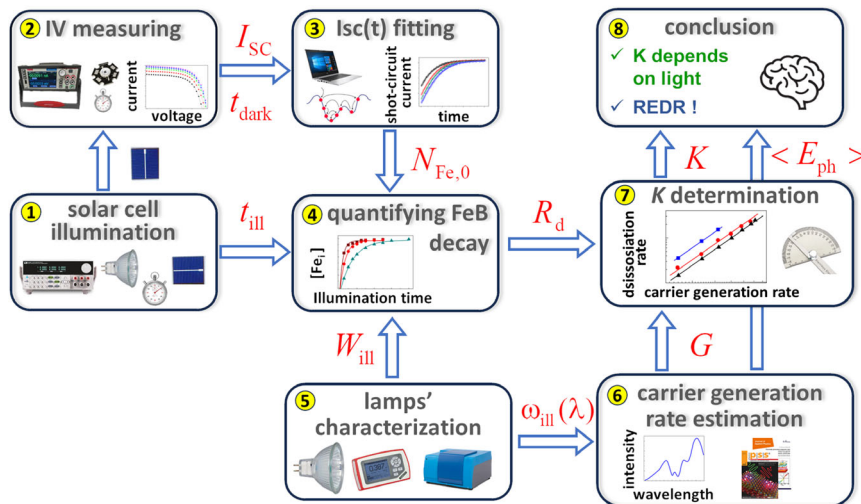 2 IV measuring
current
voltage
I_SC
t_dark
3 Isc(t) fitting
shot-circuit
current
time
8 conclusion
✓ K depends
on light
✓ REDR !
N_Fe,0
K
< E_ph >
1 solar cell
illumination
t_ill
4 quantifying FeB
decay
[Fe_i]
Illumination time
R_d
7 K determination
dsissosiation
rate
carrier generation rate
W_ill
G
5 lamps'
characterization
ω_ill(λ)
6 carrier generation
rate estimation
intensity
wavelength
pss